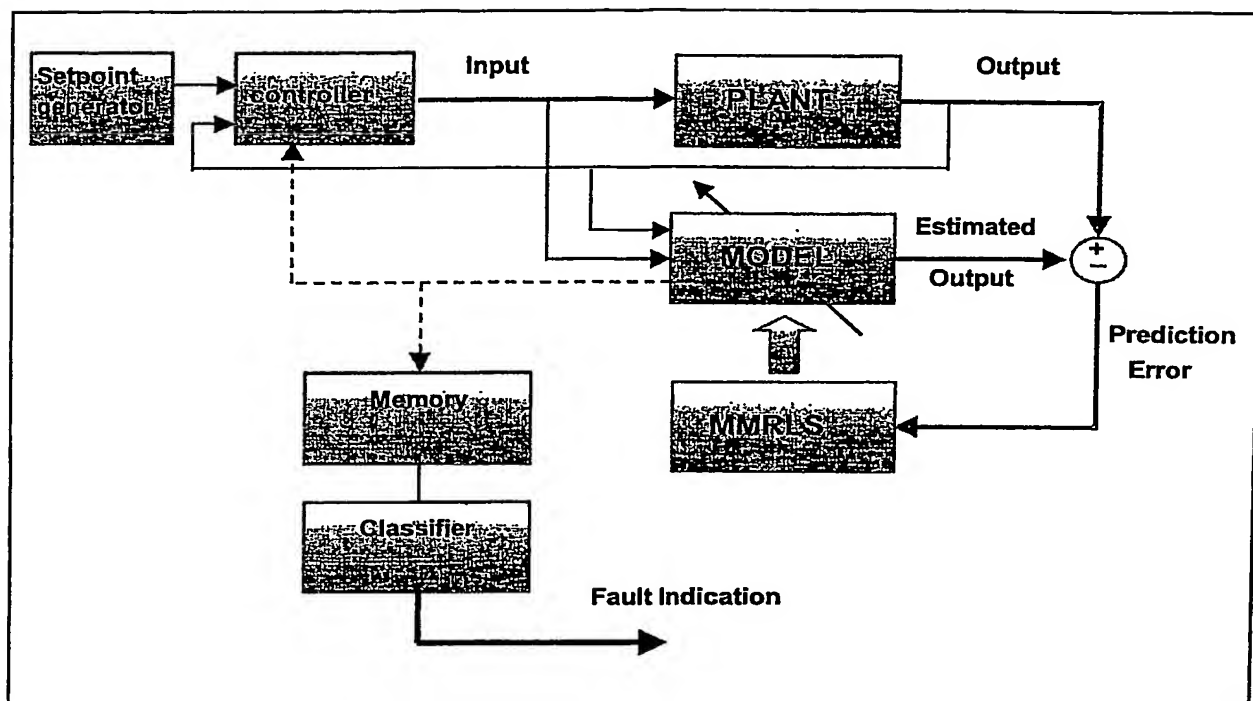 Setpoint
generator
controller
Input
PLANT
Output
MODEL
Estimated
Output
+
−
Prediction
Error
MMRLS
Memory
Classifier
Fault Indication